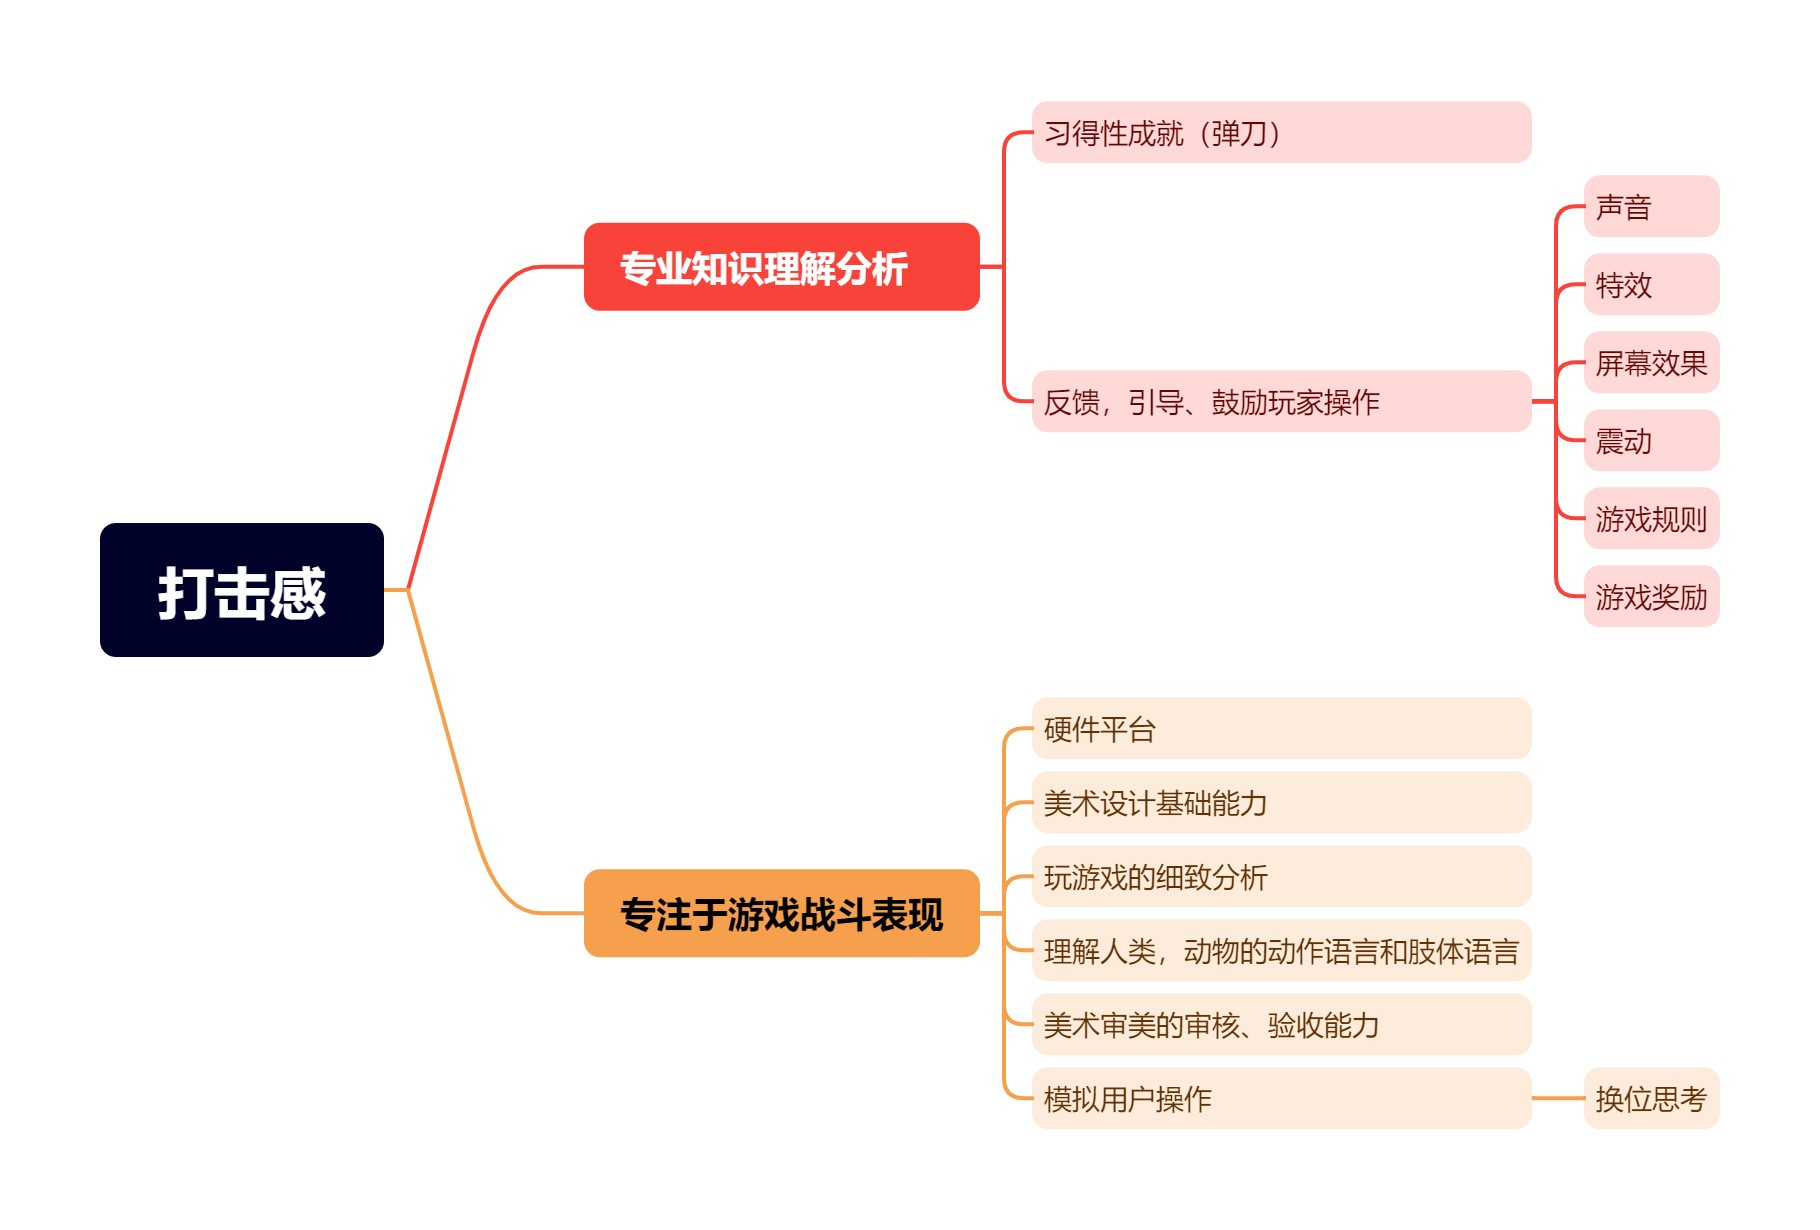 打击感
专业知识理解分析
习得性成就（弹刀）
反馈，引导、鼓励玩家操作
声音
特效
屏幕效果
震动
游戏规则
游戏奖励
专注于游戏战斗表现
硬件平台
美术设计基础能力
玩游戏的细致分析
理解人类，动物的动作语言和肢体语言
美术审美的审核、验收能力
模拟用户操作
换位思考